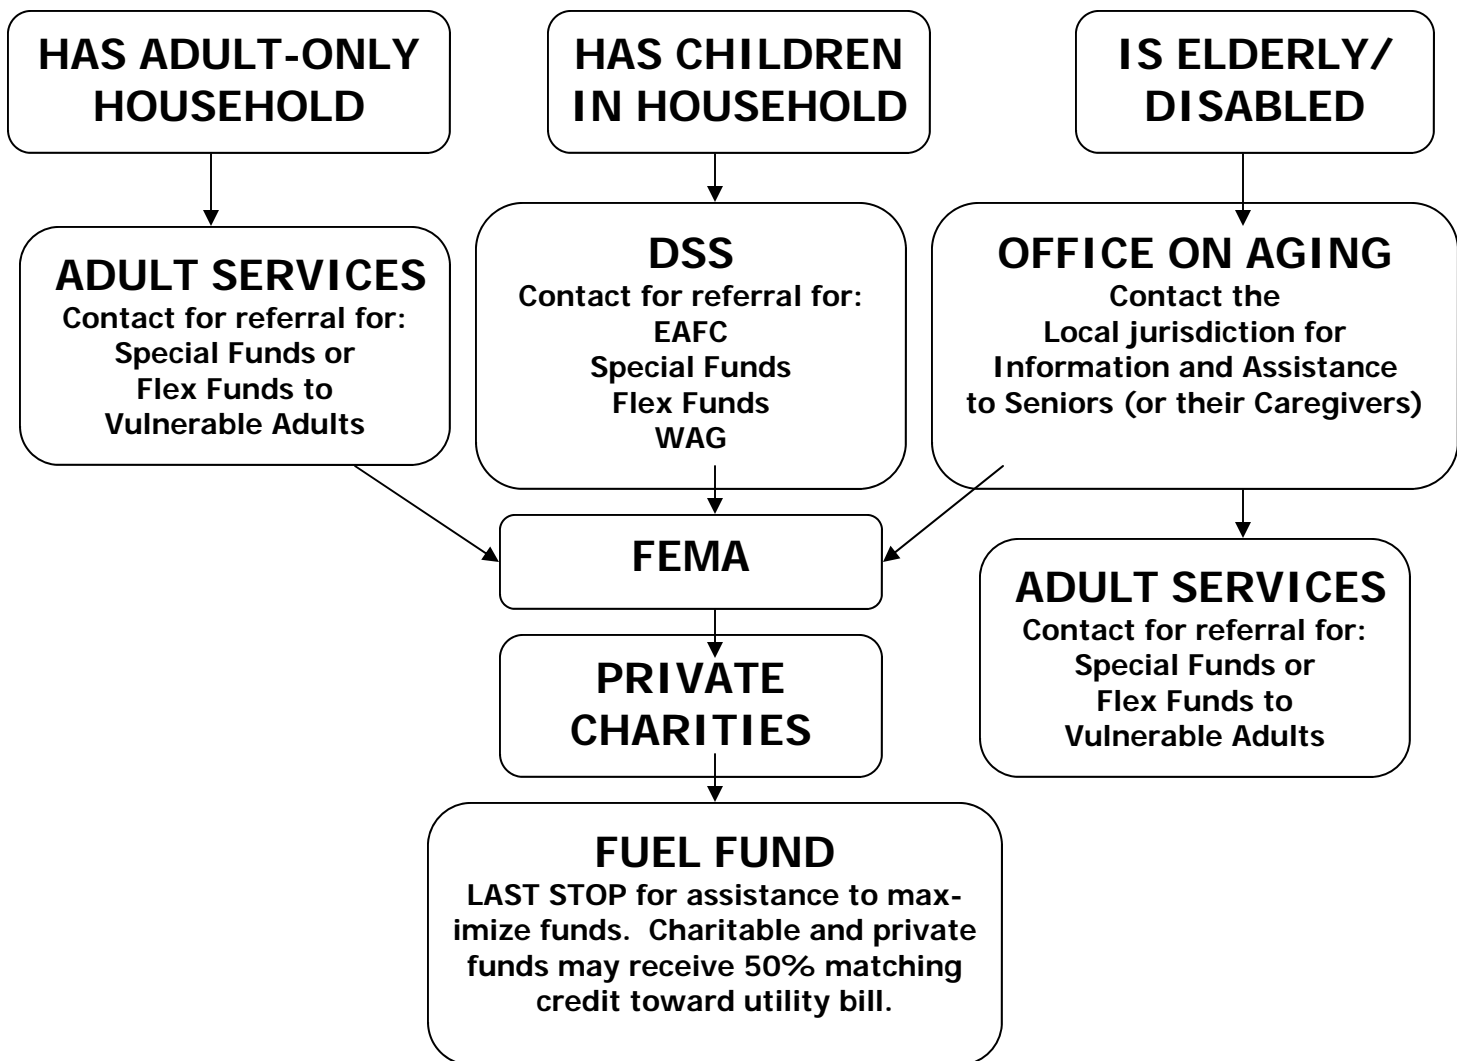 HAS ADULT-ONLY
HOUSEHOLD
HAS CHILDREN
IN HOUSEHOLD
IS ELDERLY/
DISABLED
ADULT SERVICES
Contact for referral for:
Special Funds or
Flex Funds to
Vulnerable Adults
DSS
Contact for referral for:
EAFC
Special Funds
Flex Funds
WAG
OFFICE ON AGING
Contact the
Local jurisdiction for
Information and Assistance
to Seniors (or their Caregivers)
FEMA
ADULT SERVICES
Contact for referral for:
Special Funds or
Flex Funds to
Vulnerable Adults
PRIVATE
CHARITIES
FUEL FUND
LAST STOP for assistance to max-
imize funds.  Charitable and private
funds may receive 50% matching
credit toward utility bill.